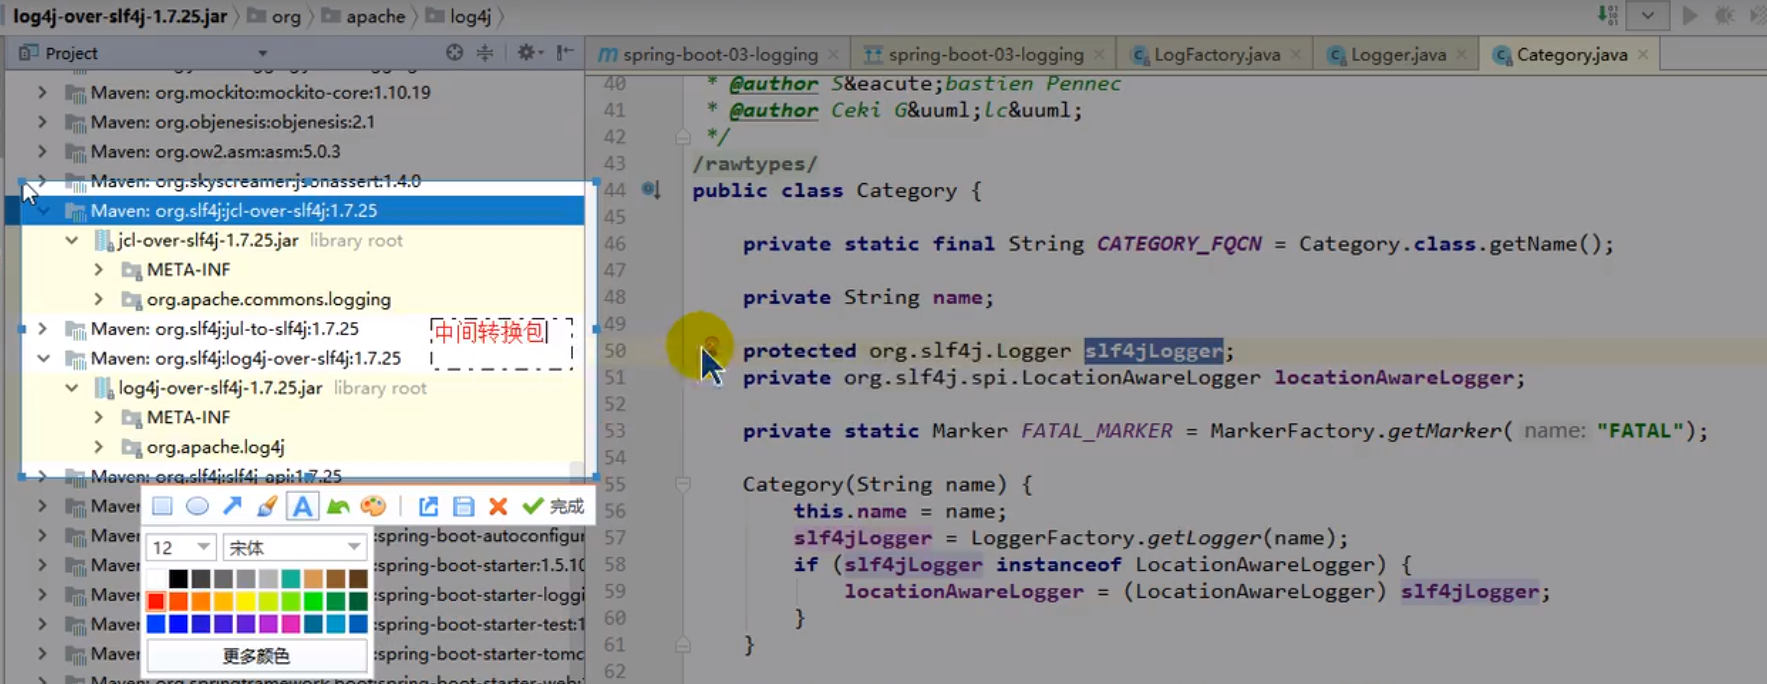 log4j-over-slf4j-1.7.25.jar org apache log4j
Project
spring-boot-03-logging spring-boot-03-logging LogFactory.java Logger.java Category.java
Maven: org.mockito:mockito-core:1.10.19
Maven: org.objenesis:objenesis:2.1
Maven: org.ow2.asm:asm:5.0.3
Maven: org.skyscreamer:jsonassert:1.4.0
Maven: org.slf4j:jcl-over-slf4j:1.7.25
jcl-over-slf4j-1.7.25.jar library root
META-INF
org.apache.commons.logging
Maven: org.slf4j:jul-to-slf4j:1.7.25
中间转换包
Maven: org.slf4j:log4j-over-slf4j:1.7.25
log4j-over-slf4j-1.7.25.jar library root
META-INF
org.apache.log4j
Maven: org.slf4j:slf4j-api:1.7.25
完成
12 宋体
更多颜色
Maven
Maven :spring-boot-autoconfigur
Maven :spring-boot-starter:1.5.10
Maven :spring-boot-starter-loggi
Maven :spring-boot-starter-test:1
Maven :spring-boot-starter-tomc
40 * @author S&eacute;bastien Pennec
41 * @author Ceki G&uuml;lc&uuml;
42 */
43 /rawtypes/
44 public class Category {
45
46 private static final String CATEGORY_FQCN = Category.class.getName();
47
48 private String name;
49
50 protected org.slf4j.Logger slf4jLogger;
51 private org.slf4j.spi.LocationAwareLogger locationAwareLogger;
52
53 private static Marker FATAL_MARKER = MarkerFactory.getMarker( name: "FATAL");
54
55 Category(String name) {
56 this.name = name;
57 slf4jLogger = LoggerFactory.getLogger(name);
58 if (slf4jLogger instanceof LocationAwareLogger) {
59 locationAwareLogger = (LocationAwareLogger) slf4jLogger;
60 }
61 }
62